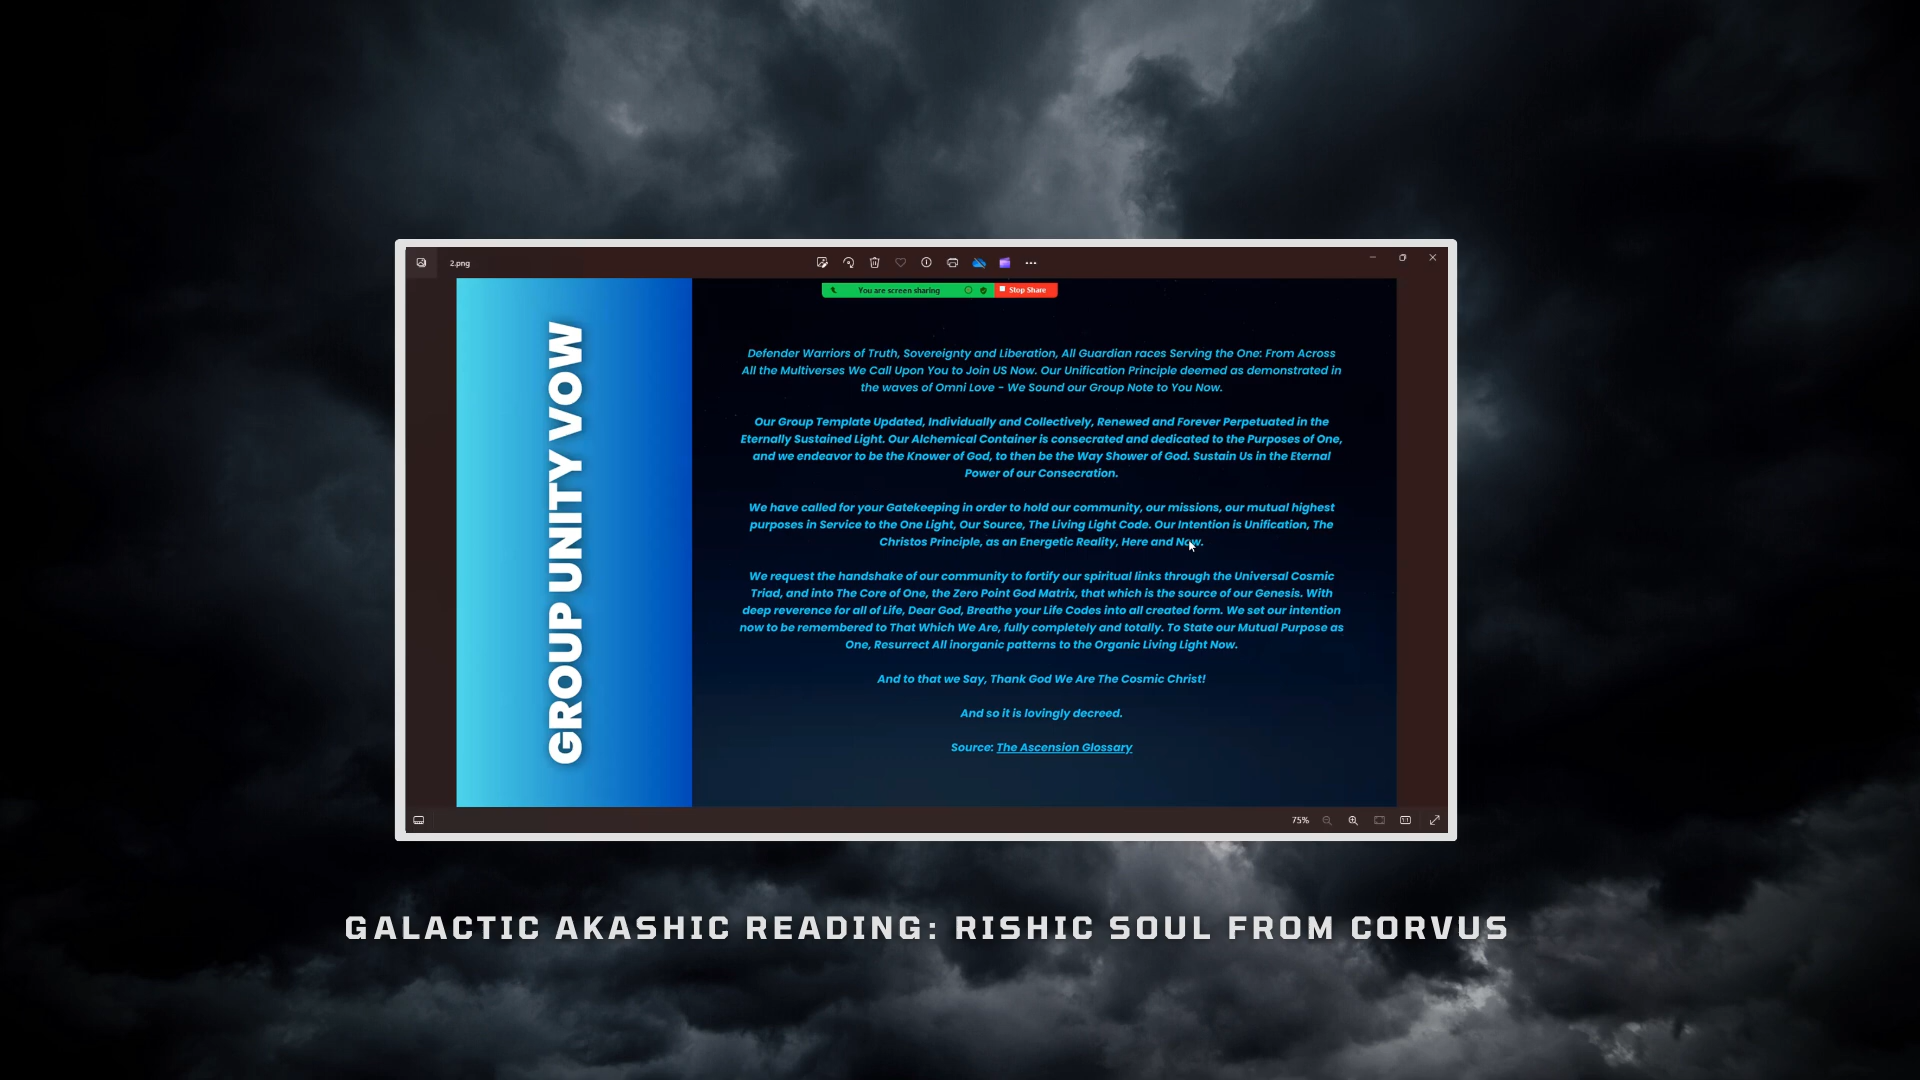 2.png
You are screen sharing
Stop Share
GROUP UNITY VOW
Defender Warriors of Truth, Sovereignty and Liberation, All Guardian races Serving the One: From Across
All the Multiverses We Call Upon You to Join US Now. Our Unification Principle deemed as demonstrated in
the waves of Omni Love - We Sound our Group Note to You Now.
Our Group Template Updated, Individually and Collectively, Renewed and Forever Perpetuated in the
Eternally Sustained Light. Our Alchemical Container is consecrated and dedicated to the Purposes of One,
and we endeavor to be the Knower of God, to then be the Way Shower of God. Sustain Us in the Eternal
Power of our Consecration.
We have called for your Gatekeeping in order to hold our community, our missions, our mutual highest
purposes in Service to the One Light, Our Source, The Living Light Code. Our Intention is Unification, The
Christos Principle, as an Energetic Reality, Here and Now.
We request the handshake of our community to fortify our spiritual links through the Universal Cosmic
Triad, and into The Core of One, the Zero Point God Matrix, that which is the source of our Genesis. With
deep reverence for all of Life, Dear God, Breathe your Life Codes into all created form. We set our intention
now to be remembered to That Which We Are, fully completely and totally. To State our Mutual Purpose as
One, Resurrect All inorganic patterns to the Organic Living Light Now.
And to that we Say, Thank God We Are The Cosmic Christ!
And so it is lovingly decreed.
Source: The Ascension Glossary
75%
GALACTIC AKASHIC READING: RISHIC SOUL FROM CORVUS